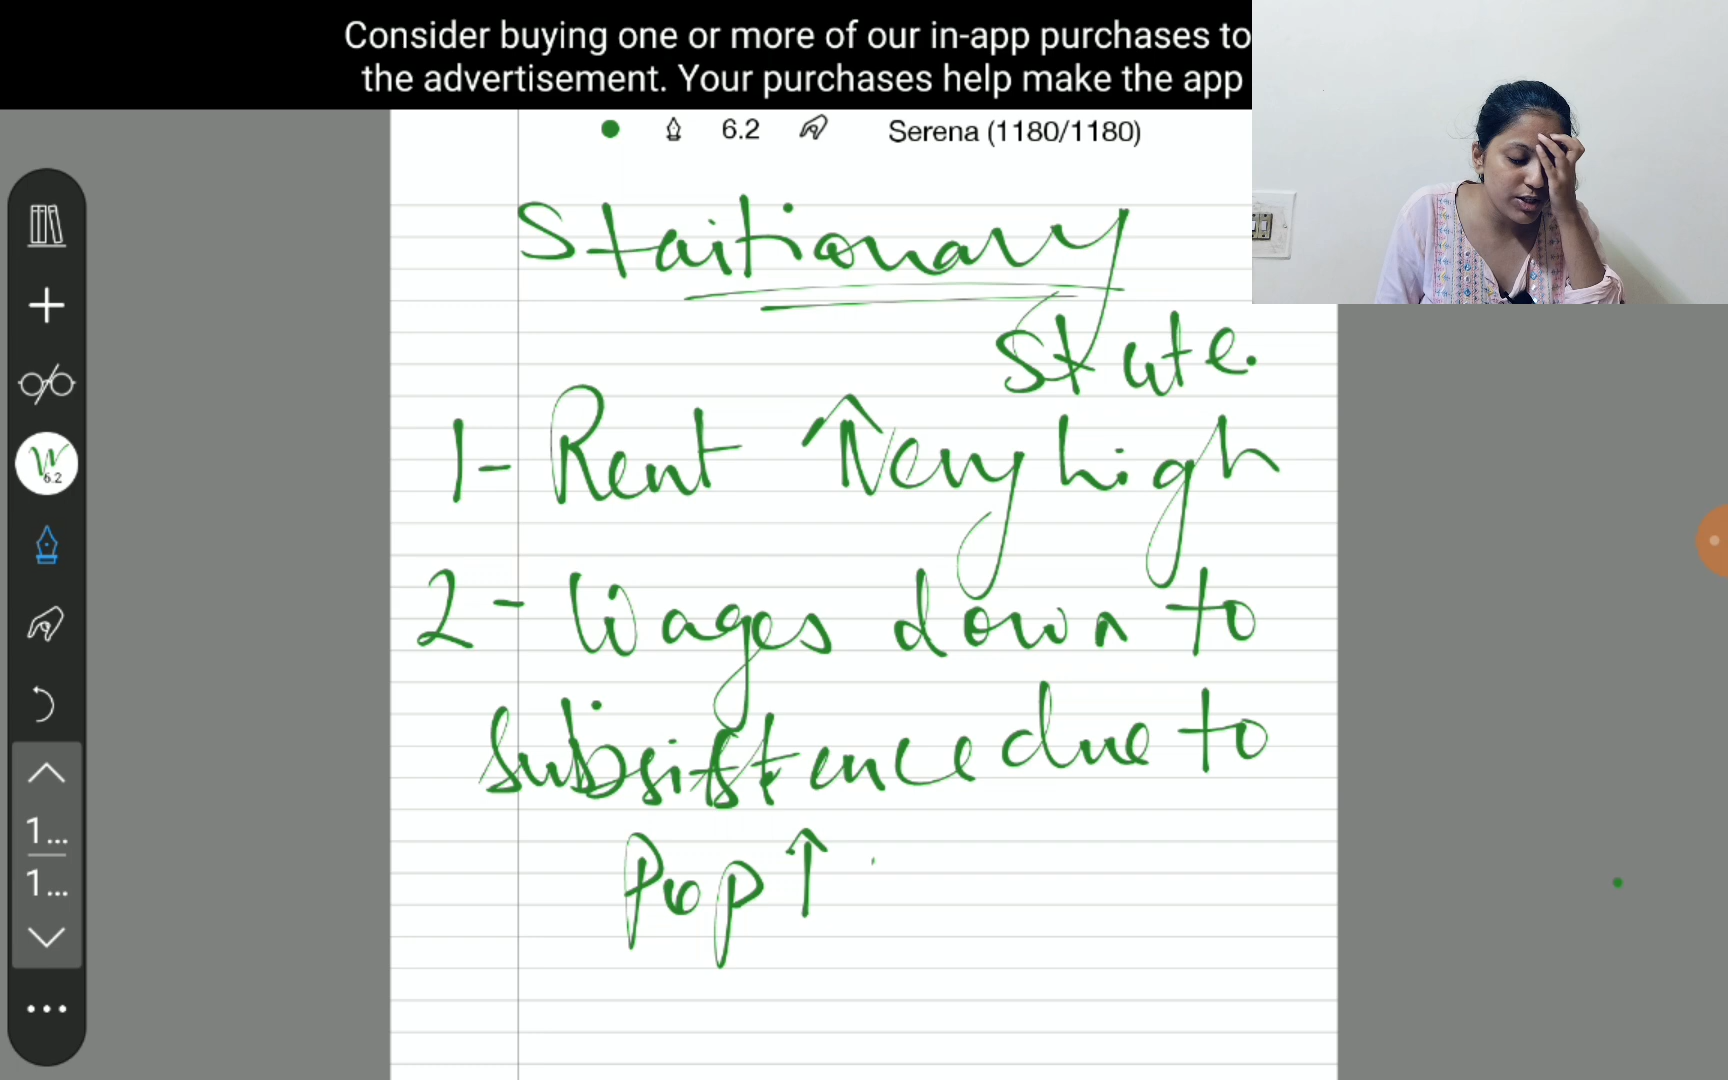 Consider buying one or more of our in-app purchases to
the advertisement. Your purchases help make the app
6.2 Serena (1180/1180)
Staitionary
State.
1- Rent ↑ Very high
2- Wages down to
subsistence due to
Pop ↑
6.2
1...
1...